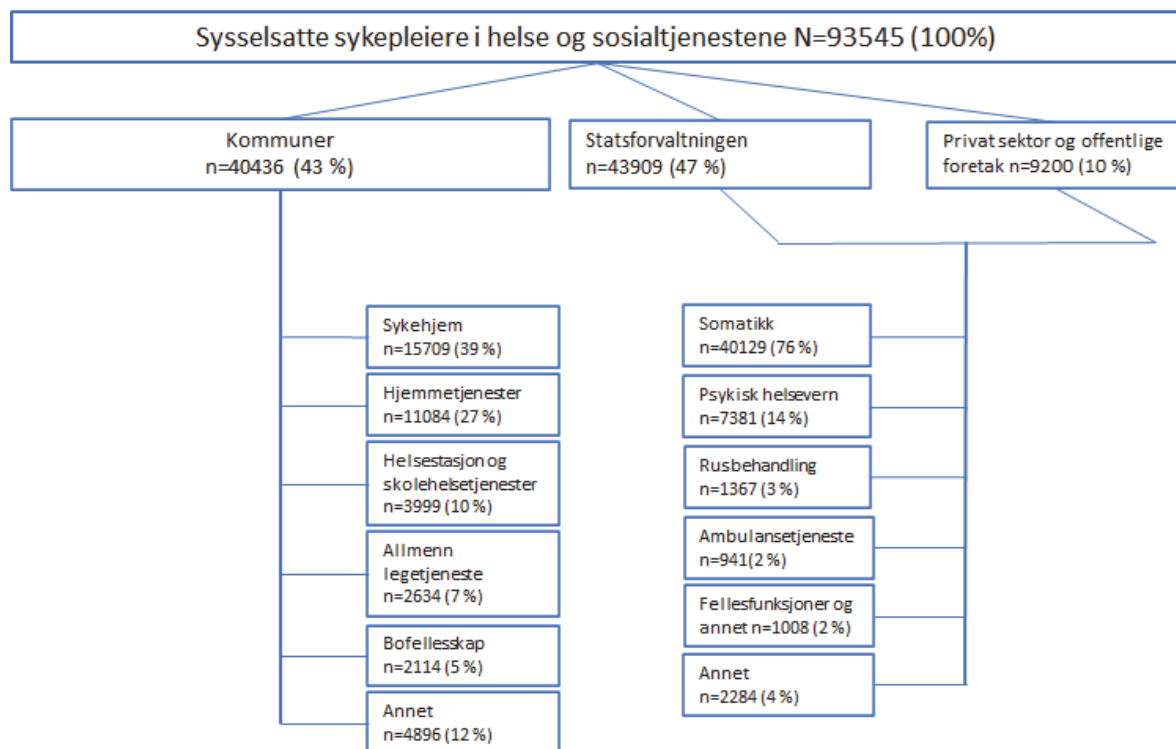 Sysselsatte sykepleiere i helse og sosialtjenestene N=93545 (100%)
Kommuner
n=40436 (43 %)
Statsforvaltningen
n=43909 (47 %)
Privat sektor og offentlige
foretak n=9200 (10 %)
Sykehjem
n=15709 (39 %)
Hjemmetjenester
n=11084 (27 %)
Helsestasjon og
skolehelsetjenester
n=3999 (10 %)
Allmenn
legetjeneste
n=2634 (7 %)
Bofellesskap
n=2114 (5 %)
Annet
n=4896 (12 %)
Somatikk
n=40129 (76 %)
Psykisk helsevern
n=7381 (14 %)
Rusbehandling
n=1367 (3 %)
Ambulansetjeneste
n=941(2 %)
Fellesfunksjoner og
annet n=1008 (2 %)
Annet
n=2284 (4 %)